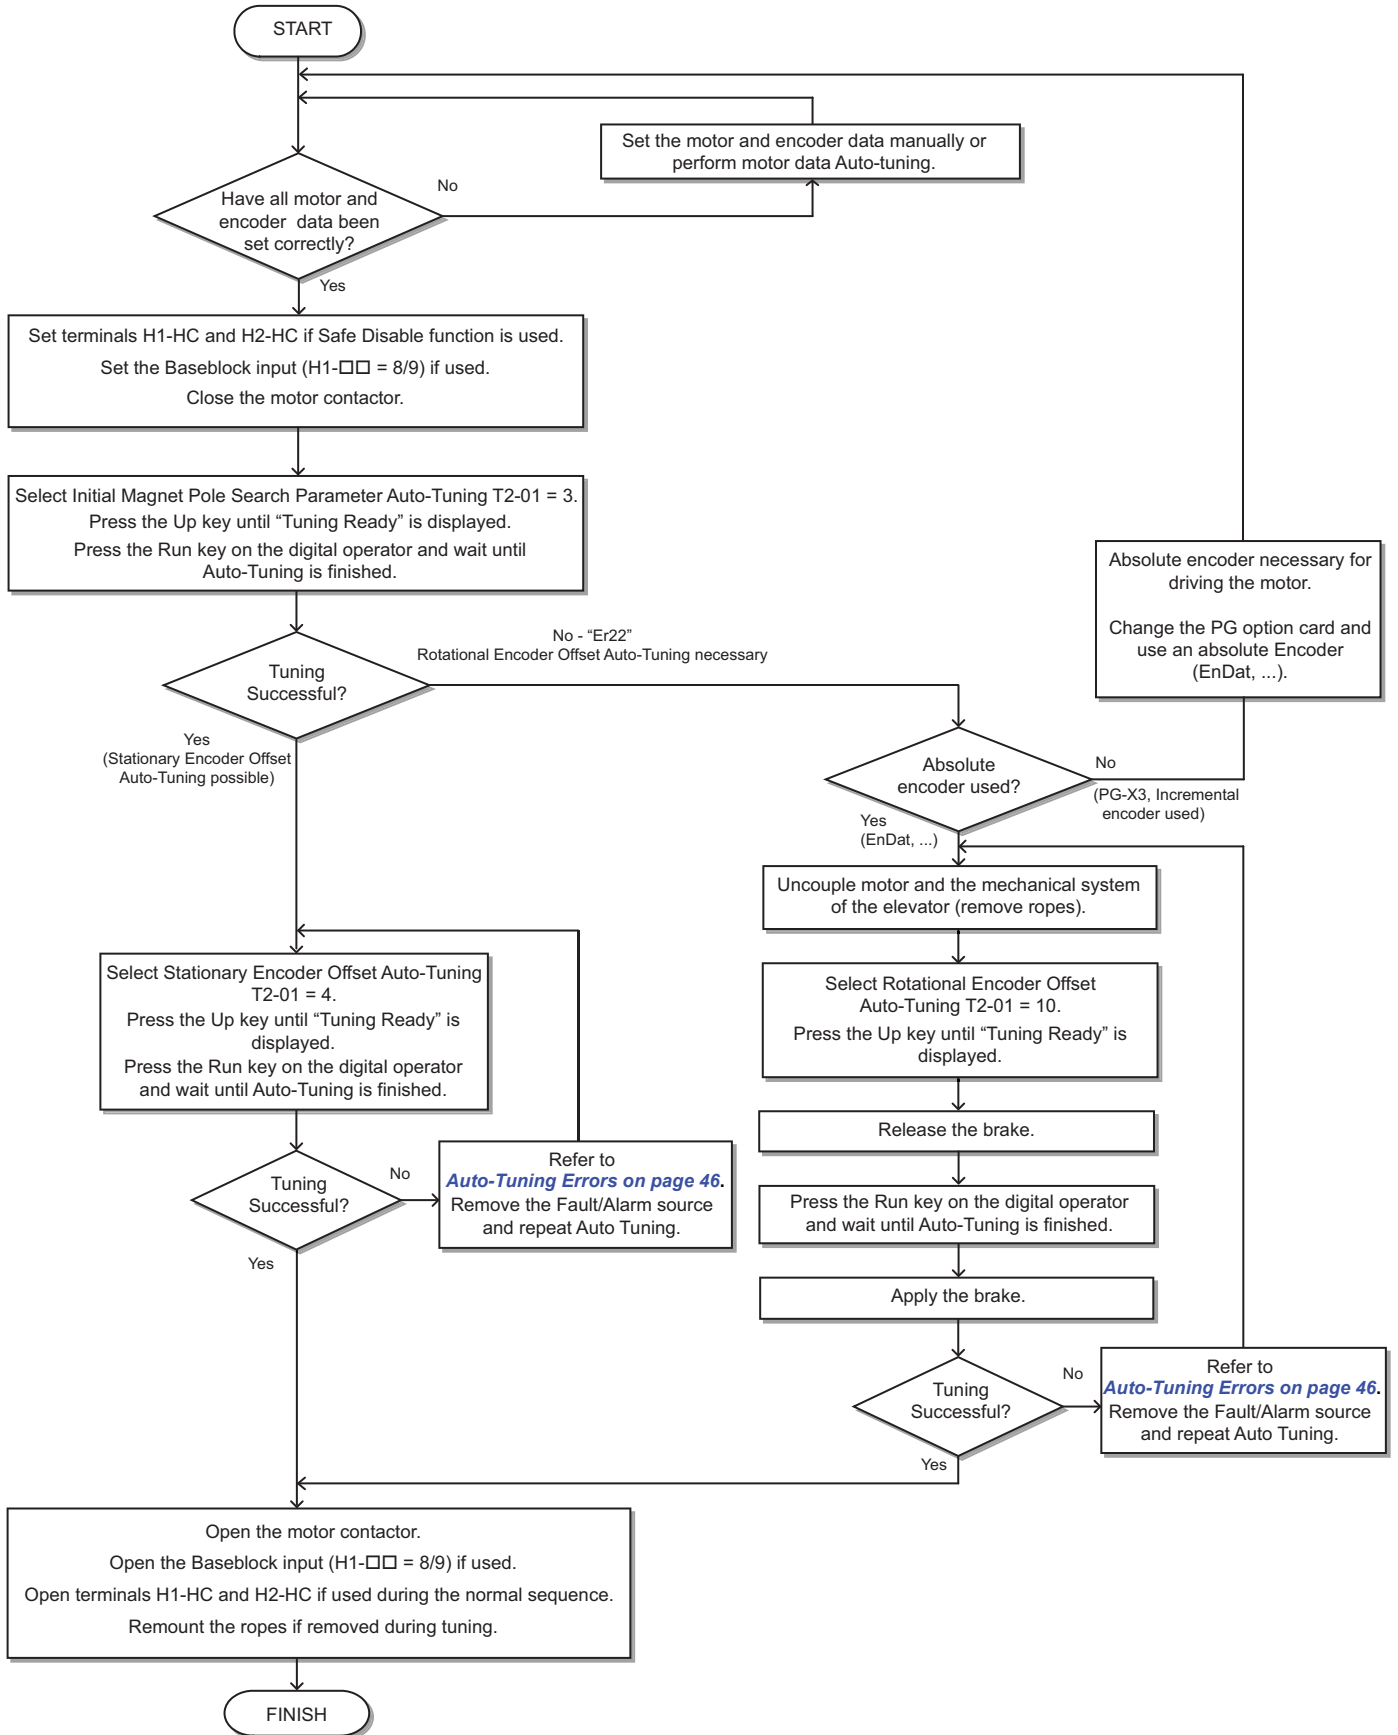 START
Set the motor and encoder data manually or
perform motor data Auto-tuning.
No
Have all motor and
encoder data been
set correctly?
Yes
Set terminals H1-HC and H2-HC if Safe Disable function is used.
Set the Baseblock input (H1-□□ = 8/9) if used.
Close the motor contactor.
Select Initial Magnet Pole Search Parameter Auto-Tuning T2-01 = 3.
Press the Up key until “Tuning Ready” is displayed.
Press the Run key on the digital operator and wait until
Auto-Tuning is finished.
Absolute encoder necessary for
driving the motor.
Change the PG option card and
use an absolute Encoder
(EnDat, ...).
No - “Er22”
Rotational Encoder Offset Auto-Tuning necessary
Tuning
Successful?
Yes
(Stationary Encoder Offset
Auto-Tuning possible)
Absolute
encoder used?
No
(PG-X3, Incremental
encoder used)
Yes
(EnDat, ...)
Uncouple motor and the mechanical system
of the elevator (remove ropes).
Select Stationary Encoder Offset Auto-Tuning
T2-01 = 4.
Press the Up key until “Tuning Ready” is
displayed.
Press the Run key on the digital operator
and wait until Auto-Tuning is finished.
Select Rotational Encoder Offset
Auto-Tuning T2-01 = 10.
Press the Up key until “Tuning Ready” is
displayed.
Release the brake.
Tuning
Successful?
No
Refer to
Auto-Tuning Errors on page 46.
Remove the Fault/Alarm source
and repeat Auto Tuning.
Yes
Press the Run key on the digital operator
and wait until Auto-Tuning is finished.
Apply the brake.
Tuning
Successful?
No
Refer to
Auto-Tuning Errors on page 46.
Remove the Fault/Alarm source
and repeat Auto Tuning.
Yes
Open the motor contactor.
Open the Baseblock input (H1-□□ = 8/9) if used.
Open terminals H1-HC and H2-HC if used during the normal sequence.
Remount the ropes if removed during tuning.
FINISH